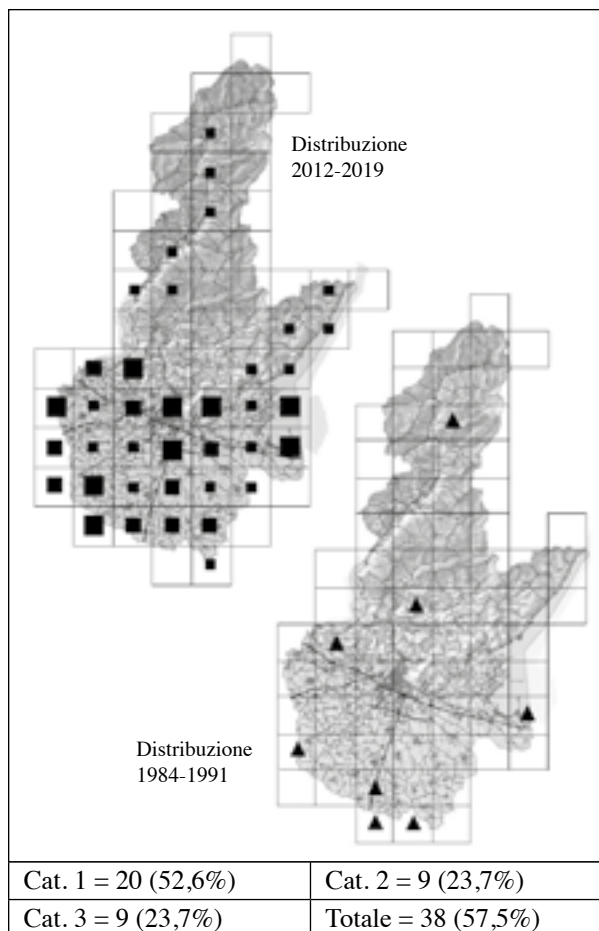 Distribuzione
2012-2019
Distribuzione
1984-1991
Cat. 1 = 20 (52,6%)
Cat. 2 = 9 (23,7%)
Cat. 3 = 9 (23,7%)
Totale = 38 (57,5%)